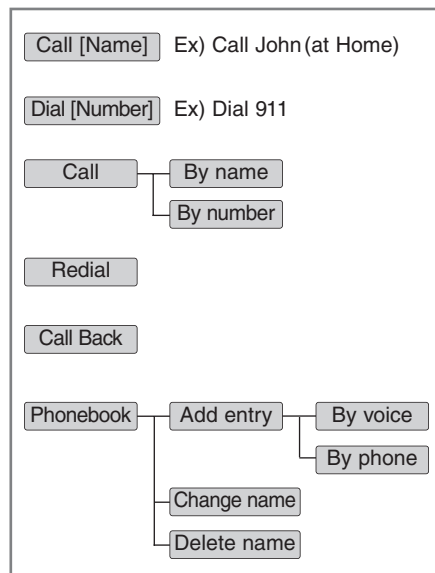 Call [Name] Ex) Call John (at Home)
Dial [Number] Ex) Dial 911
Call By name
By number
Redial
Call Back
Phonebook Add entry By voice
By phone
Change name
Delete name